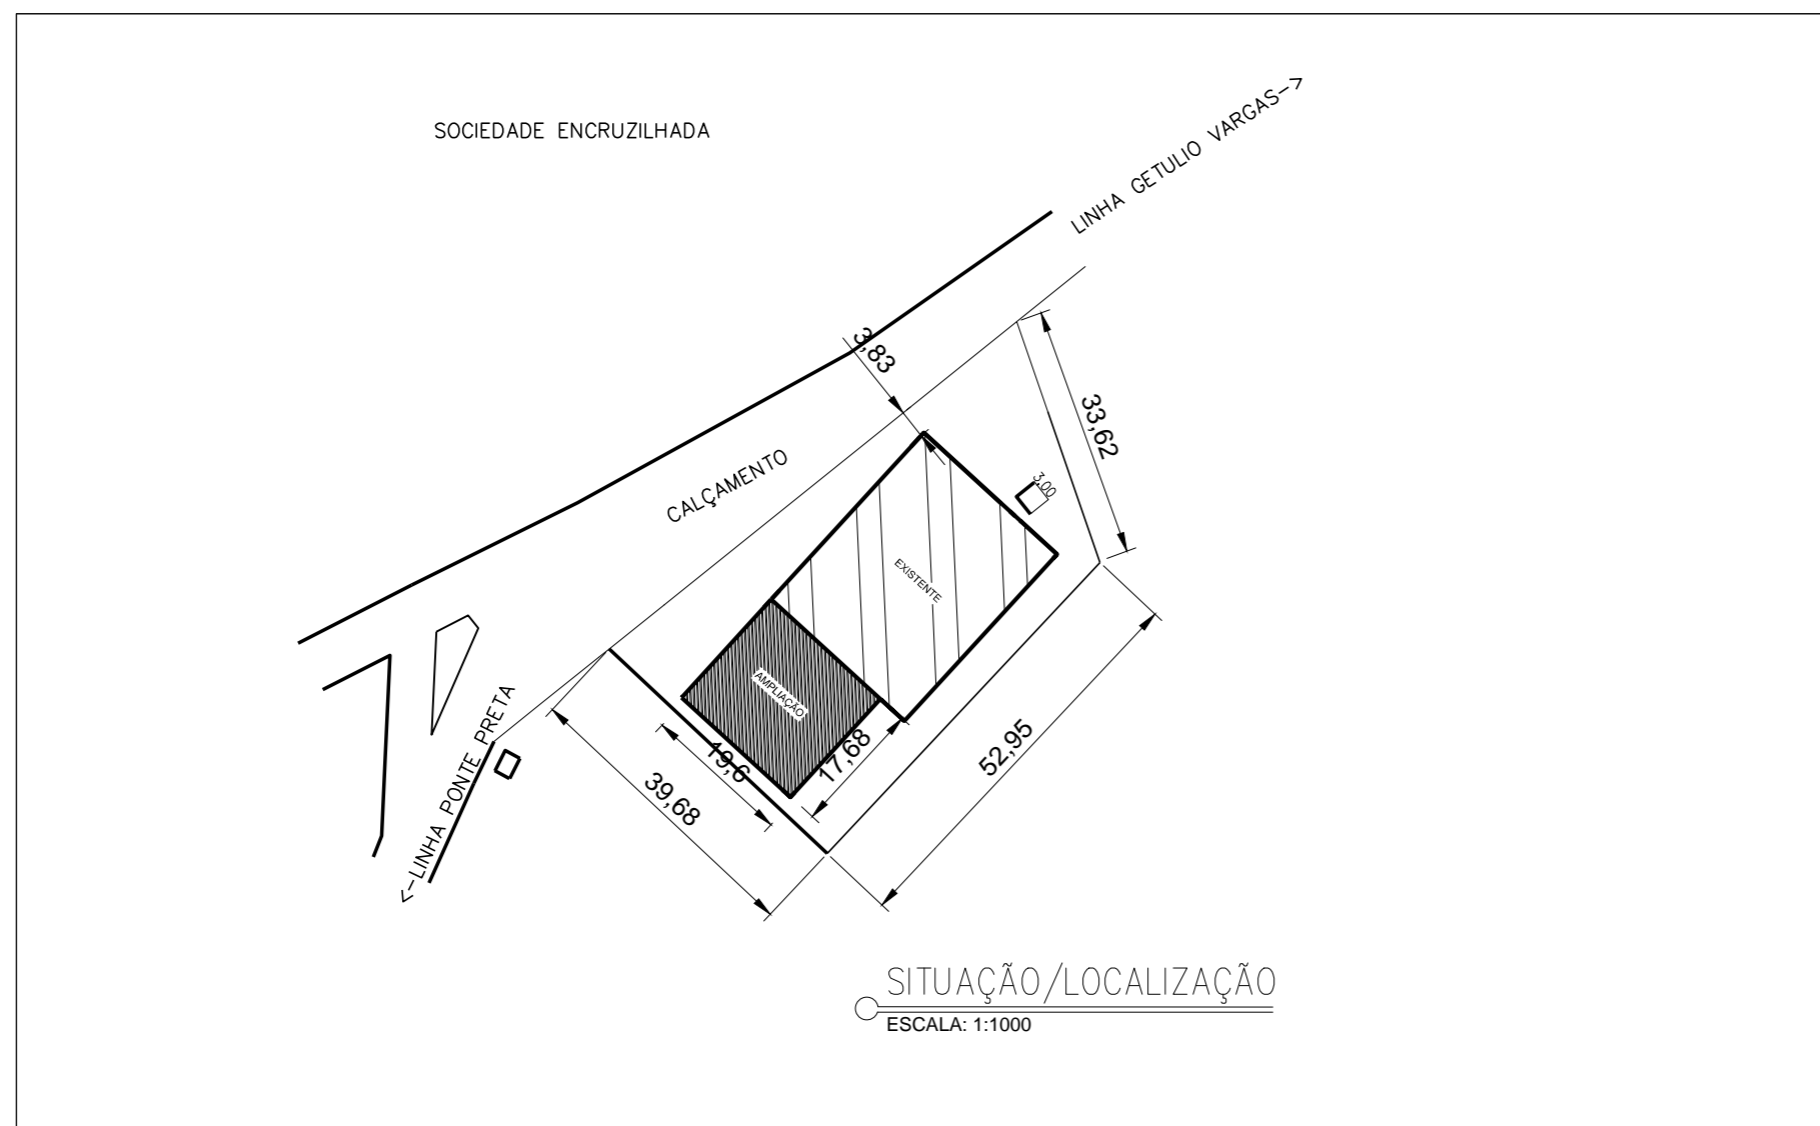 SOCIEDADE ENCRUZILHADA
LINHA GETULIO VARGAS->
3,83
33,62
CALÇAMENTO
3,00
EXISTENTE
AMPLIAÇÃO
<-LINHA PONTE PRETA
19,6
17,68
52,95
39,68
SITUAÇÃO/LOCALIZAÇÃO
ESCALA: 1:1000